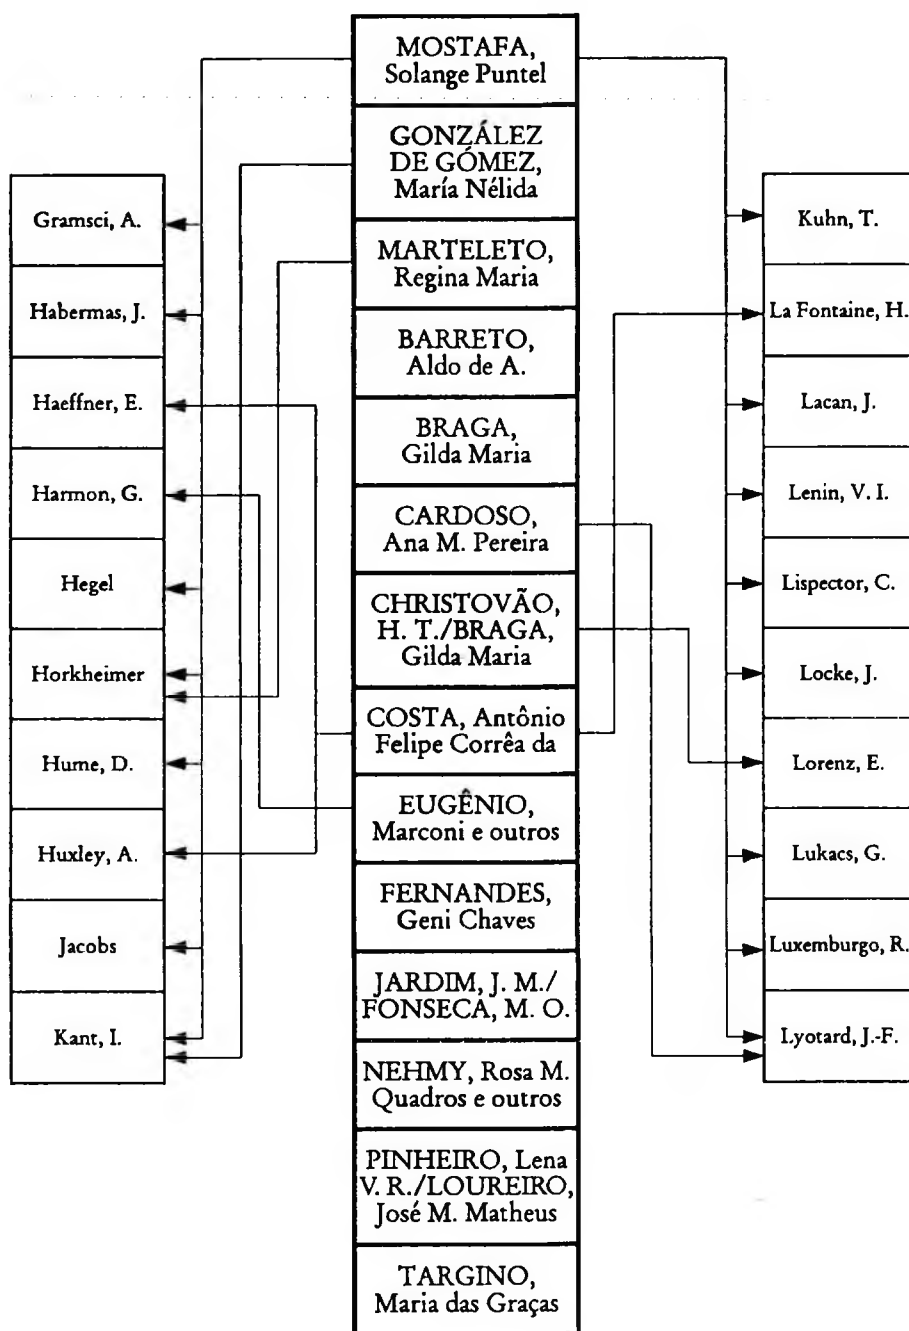 MOSTAFA,
Solange Puntel
GONZÁLEZ
DE GÓMEZ,
María Nélida
MARTELETO,
Regina Maria
BARRETO,
Aldo de A.
BRAGA,
Gilda Maria
CARDOSO,
Ana M. Pereira
CHRISTOVÃO,
H. T./BRAGA,
Gilda Maria
COSTA, Antônio
Felipe Corrêa da
EUGÊNIO,
Marconi e outros
FERNANDES,
Geni Chaves
JARDIM, J. M./
FONSECA, M. O.
NEHMY, Rosa M.
Quadros e outros
PINHEIRO, Lena
V. R./LOUREIRO,
José M. Matheus
TARGINO,
Maria das Graças
Gramsci, A.
Habermas, J.
Haeffner, E.
Harmon, G.
Hegel
Horkheimer
Hume, D.
Huxley, A.
Jacobs
Kant, I.
Kuhn, T.
La Fontaine, H.
Lacan, J.
Lenin, V. I.
Lispector, C.
Locke, J.
Lorenz, E.
Lukacs, G.
Luxemburgo, R.
Lyotard, J.-F.